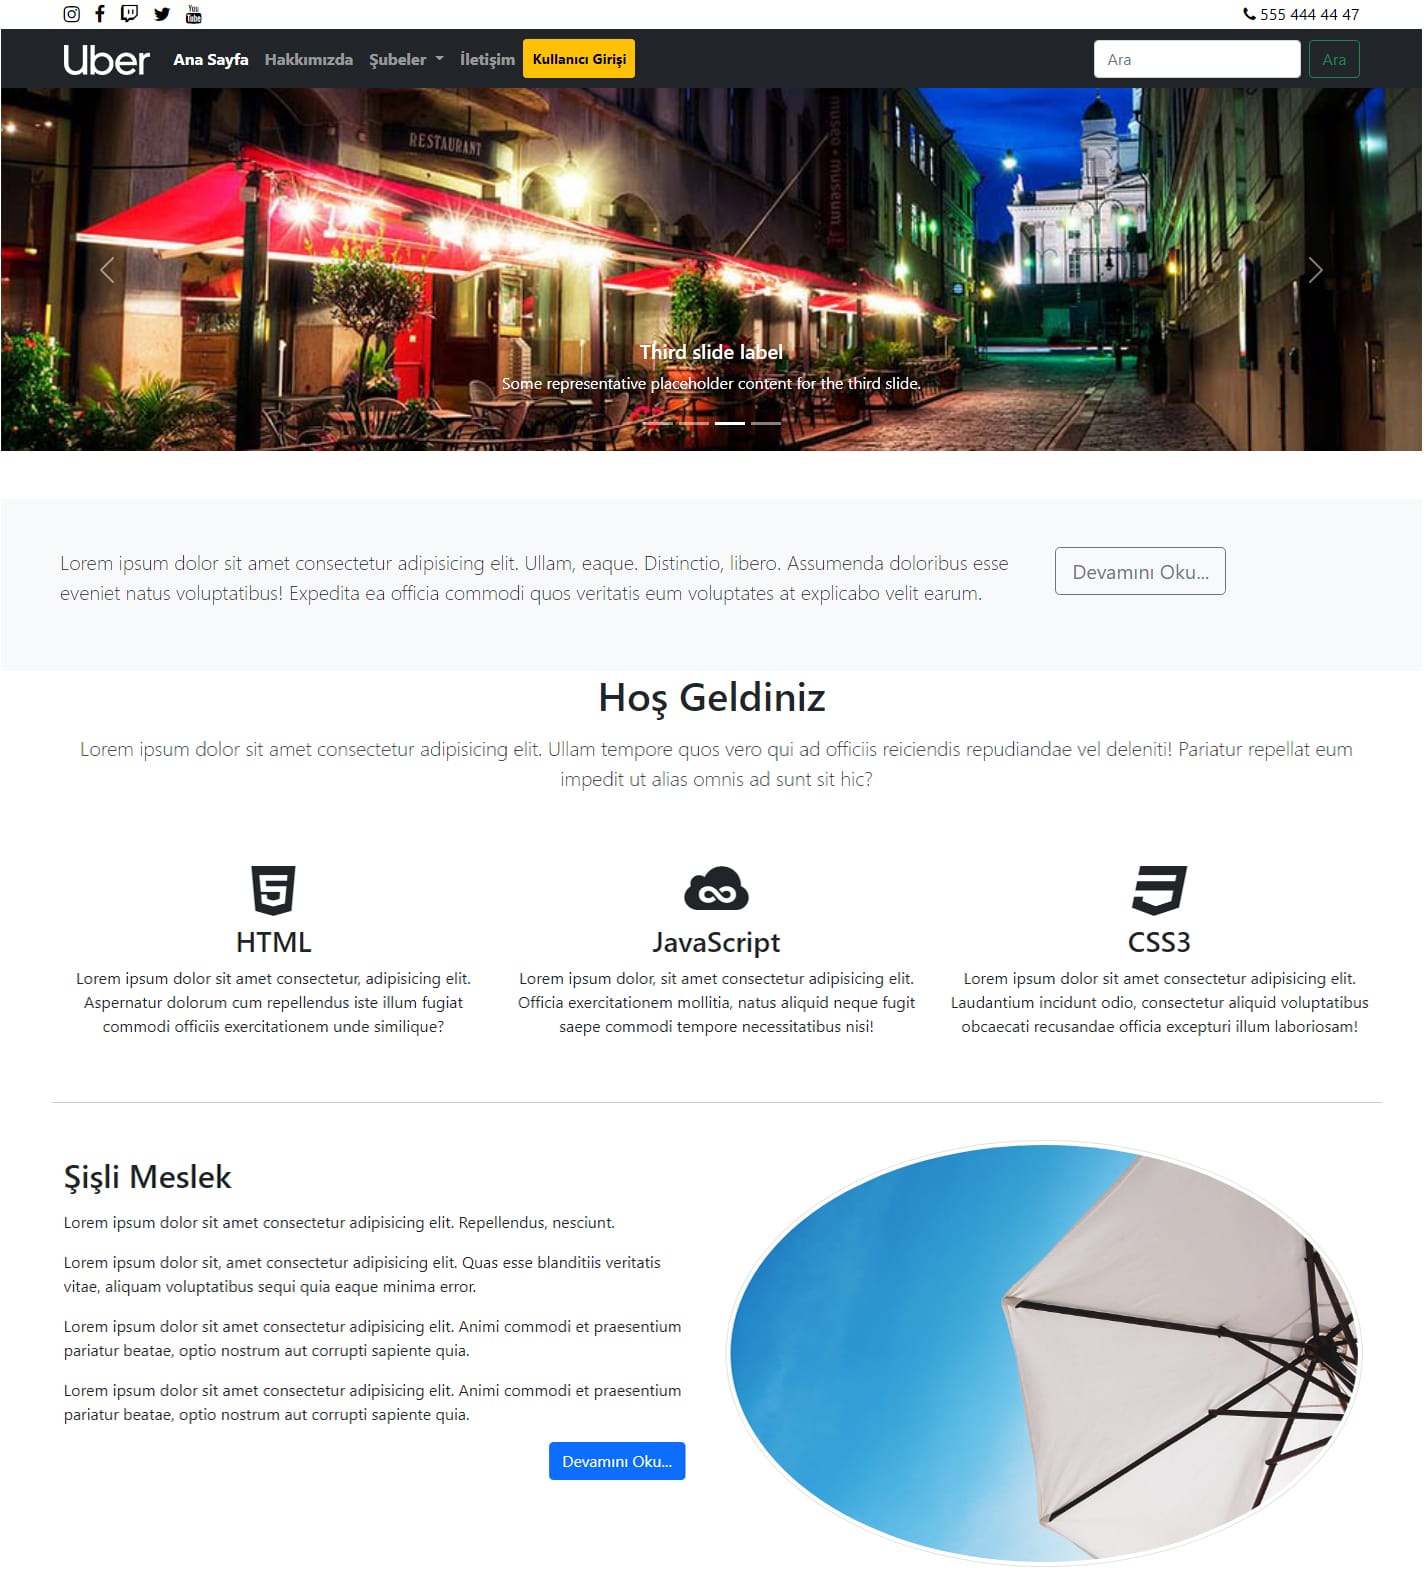 555 444 44 47
Uber Ana Sayfa Hakkımızda Şubeler İletişim Kullanıcı Girişi Ara Ara
RESTAURANT
museum • museo
Third slide label
Some representative placeholder content for the third slide.
Lorem ipsum dolor sit amet consectetur adipisicing elit. Ullam, eaque. Distinctio, libero. Assumenda doloribus esse
eveniet natus voluptatibus! Expedita ea officia commodi quos veritatis eum voluptates at explicabo velit earum.
Devamını Oku...
Hoş Geldiniz
Lorem ipsum dolor sit amet consectetur adipisicing elit. Ullam tempore quos vero qui ad officiis reiciendis repudiandae vel deleniti! Pariatur repellat eum
impedit ut alias omnis ad sunt sit hic?
HTML
Lorem ipsum dolor sit amet consectetur, adipisicing elit.
Aspernatur dolorum cum repellendus iste illum fugiat
commodi officiis exercitationem unde similique?
JavaScript
Lorem ipsum dolor, sit amet consectetur adipisicing elit.
Officia exercitationem mollitia, natus aliquid neque fugit
saepe commodi tempore necessitatibus nisi!
CSS3
Lorem ipsum dolor sit amet consectetur adipisicing elit.
Laudantium incidunt odio, consectetur aliquid voluptatibus
obcaecati recusandae officia excepturi illum laboriosam!
Şişli Meslek
Lorem ipsum dolor sit amet consectetur adipisicing elit. Repellendus, nesciunt.
Lorem ipsum dolor sit, amet consectetur adipisicing elit. Quas esse blanditiis veritatis
vitae, aliquam voluptatibus sequi quia eaque minima error.
Lorem ipsum dolor sit amet consectetur adipisicing elit. Animi commodi et praesentium
pariatur beatae, optio nostrum aut corrupti sapiente quia.
Lorem ipsum dolor sit amet consectetur adipisicing elit. Animi commodi et praesentium
pariatur beatae, optio nostrum aut corrupti sapiente quia.
Devamını Oku...